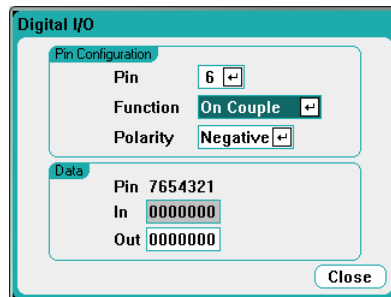 Digital I/O
Pin Configuration
Pin 6
Function On Couple
Polarity Negative
Data
Pin 7654321
In 0000000
Out 0000000
Close